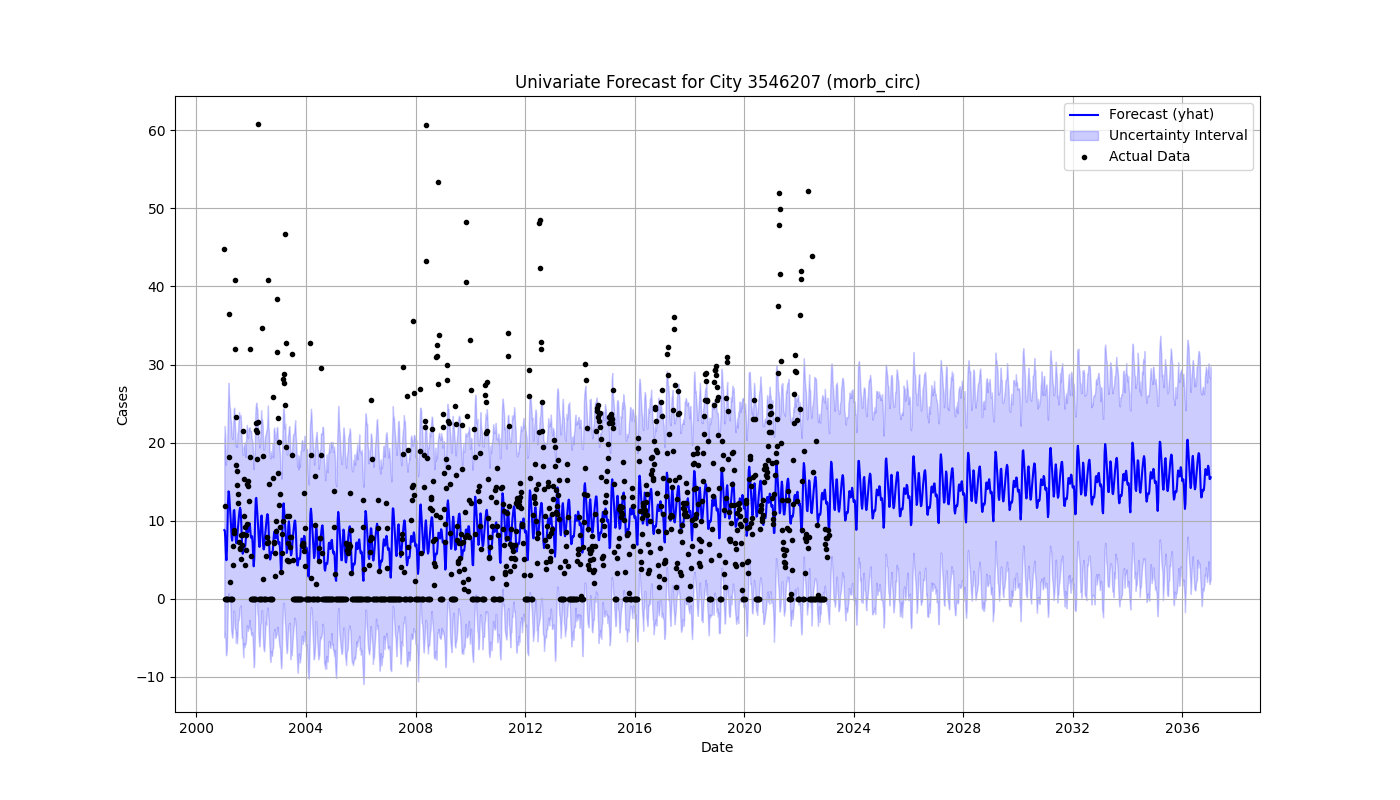 Univariate Forecast for City 3546207 (morb_circ)
Forecast (yhat)
Uncertainty Interval
Actual Data
Cases
60
50
40
30
20
10
0
−10
2000 2004 2008 2012 2016 2020 2024 2028 2032 2036
Date